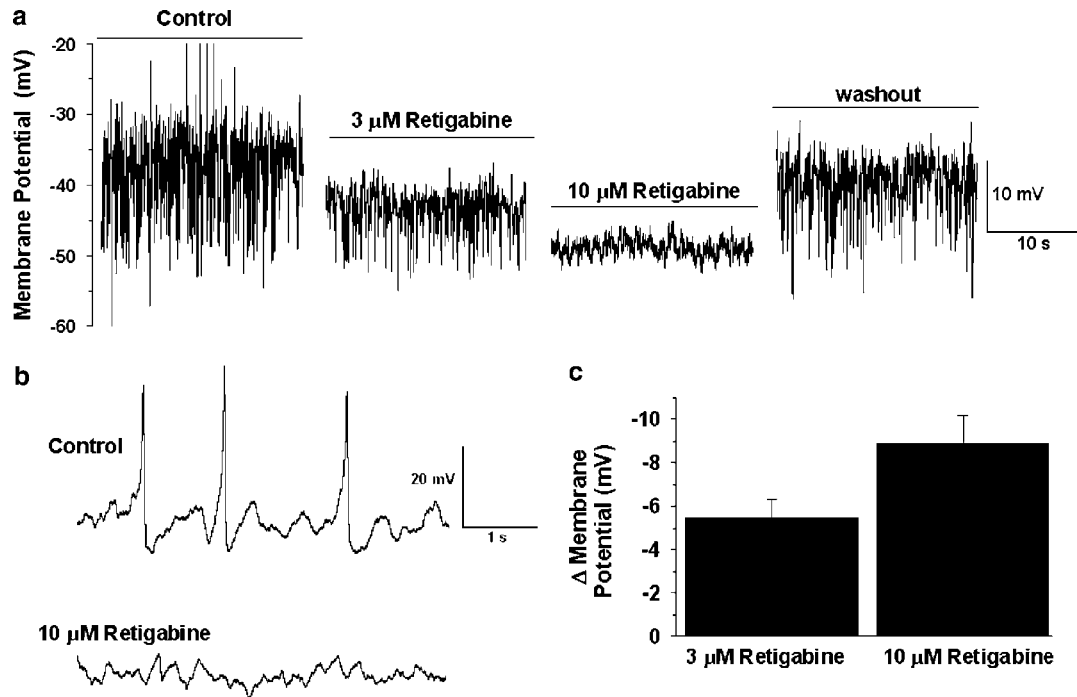 a
Control
Membrane Potential (mV)
-20
-30
-40
-50
-60
3 μM Retigabine
10 μM Retigabine
washout
10 mV
10 s
b
Control
20 mV
1 s
10 μM Retigabine
c
Δ Membrane
Potential (mV)
-10
-8
-6
-4
-2
0
3 μM Retigabine
10 μM Retigabine